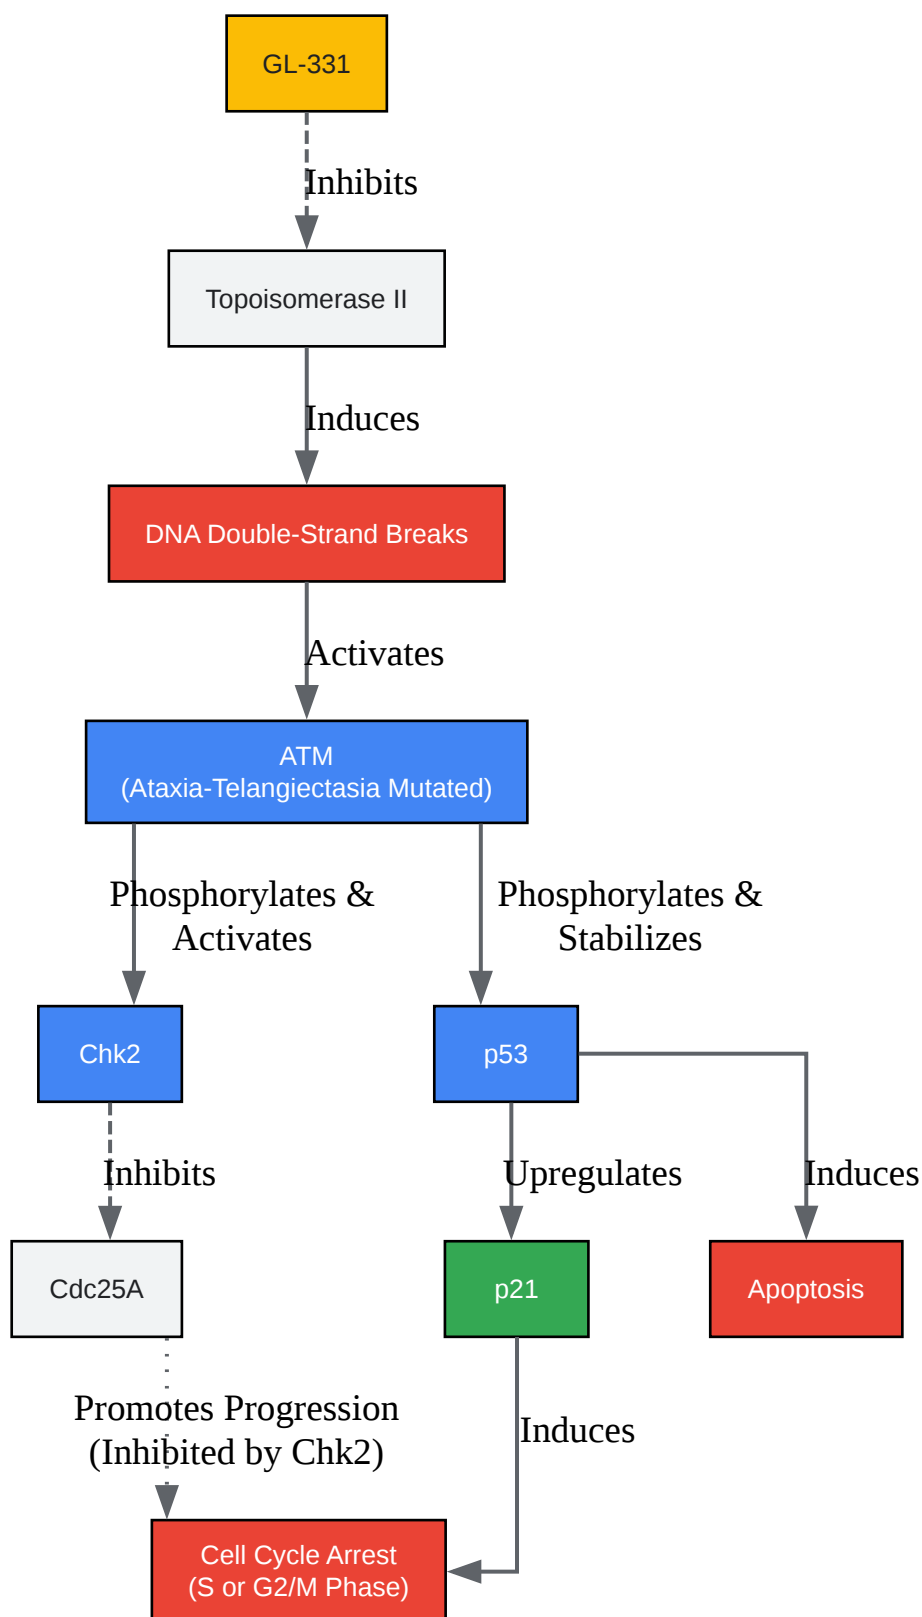 GL-331
Inhibits
Topoisomerase II
Induces
DNA Double-Strand Breaks
Activates
ATM
(Ataxia-Telangiectasia Mutated)
Phosphorylates &
Activates
Phosphorylates &
Stabilizes
Chk2
p53
Inhibits
Upregulates
Induces
Cdc25A
p21
Apoptosis
Promotes Progression
(Inhibited by Chk2)
Induces
Cell Cycle Arrest
(S or G2/M Phase)